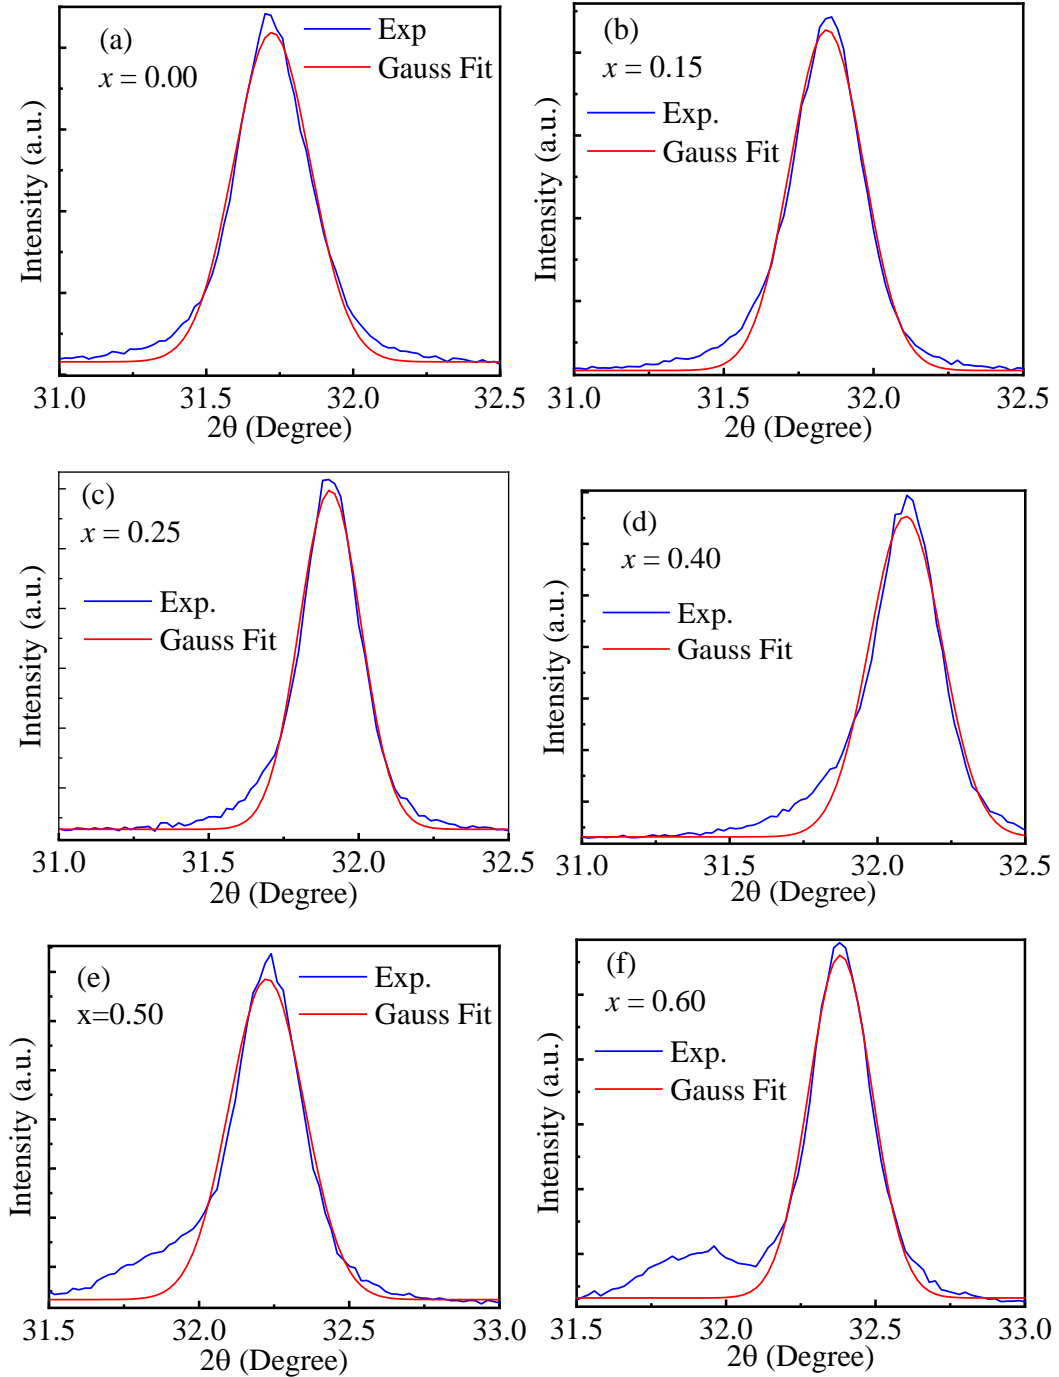 (a)
x = 0.00
Exp
Gauss Fit
Intensity (a.u.)
31.0 31.5 32.0 32.5
2θ (Degree)
(b)
x = 0.15
Exp.
Gauss Fit
Intensity (a.u.)
31.0 31.5 32.0 32.5
2θ (Degree)
(c)
x = 0.25
Exp.
Gauss Fit
Intensity (a.u.)
31.0 31.5 32.0 32.5
2θ (Degree)
(d)
x = 0.40
Exp.
Gauss Fit
Intensity (a.u.)
31.0 31.5 32.0 32.5
2θ (Degree)
(e)
x=0.50
Exp.
Gauss Fit
Intensity (a.u.)
31.5 32.0 32.5 33.0
2θ (Degree)
(f)
x = 0.60
Exp.
Gauss Fit
Intensity (a.u.)
31.5 32.0 32.5 33.0
2θ (Degree)